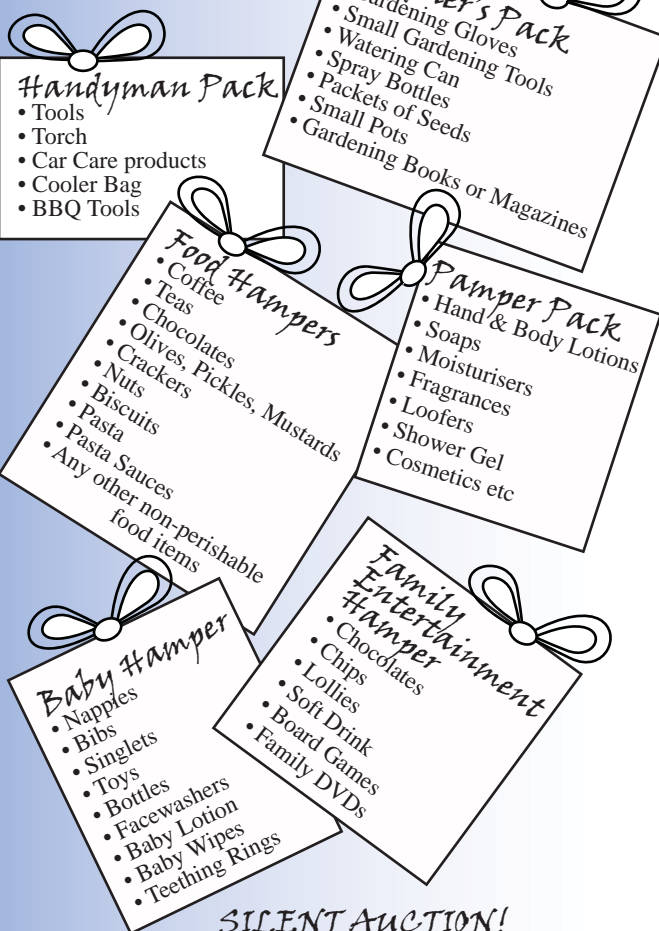 Handyman Pack
• Tools
• Torch
• Car Care products
• Cooler Bag
• BBQ Tools
Pack
Gloves
• Small Gardening Tools
• Watering Can
• Spray Bottles
• Packets of Seeds
• Small Pots
• Gardening Books or Magazines
Food Hampers
• Coffee
• Teas
• Chocolates
• Olives, Pickles, Mustards
• Crackers
• Nuts
• Biscuits
• Pasta
• Pasta Sauces
• Any other non-perishable
food items
Pamper Pack
• Hand & Body Lotions
• Soaps
• Moisturisers
• Fragrances
• Loofers
• Shower Gel
• Cosmetics etc
Baby Hamper
• Nappies
• Bibs
• Singlets
• Toys
• Bottles
• Facewashers
• Baby Lotion
• Baby Wipes
• Teething Rings
Family
Entertainment
Hamper
• Chocolates
• Chips
• Lollies
• Soft Drink
• Board Games
• Family DVDs
SILENT AUCTION!